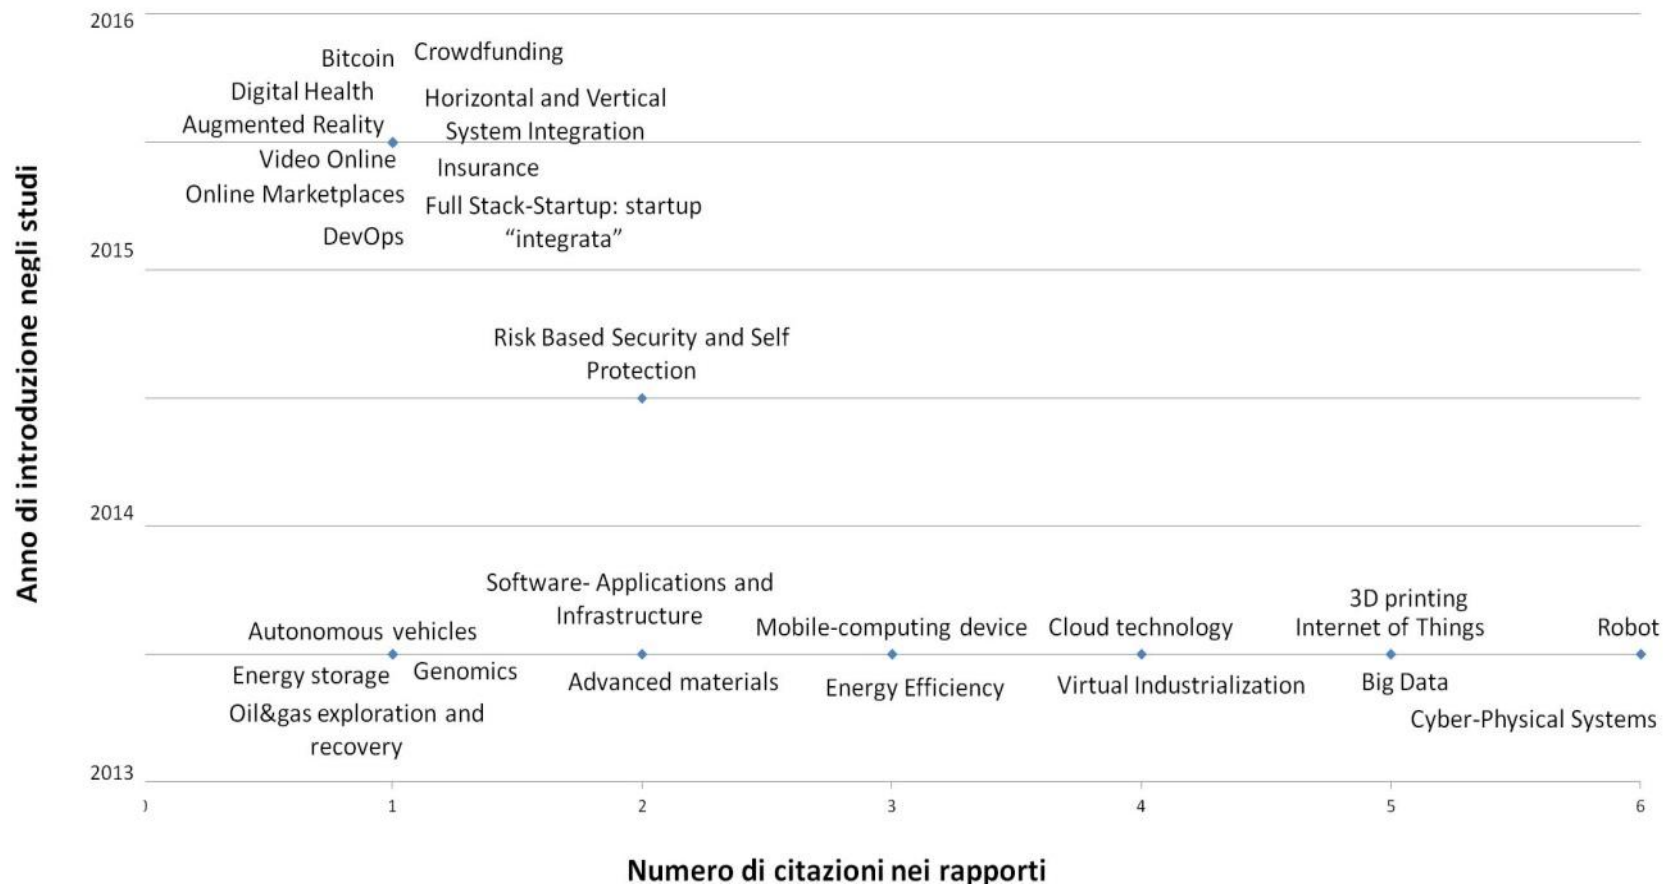 2016
Bitcoin
Crowdfunding
Digital Health
Horizontal and Vertical
System Integration
Augmented Reality
Video Online
Insurance
Online Marketplaces
Full Stack-Startup: startup
“integrata”
DevOps
2015
Risk Based Security and Self
Protection
2014
Software- Applications and
Infrastructure
Autonomous vehicles
Mobile-computing device
Cloud technology
3D printing
Internet of Things
Robot
Energy storage
Genomics
Advanced materials
Energy Efficiency
Virtual Industrialization
Big Data
Oil&gas exploration and
recovery
Cyber-Physical Systems
2013
1 2 3 4 5 6
Anno di introduzione negli studi
Numero di citazioni nei rapporti